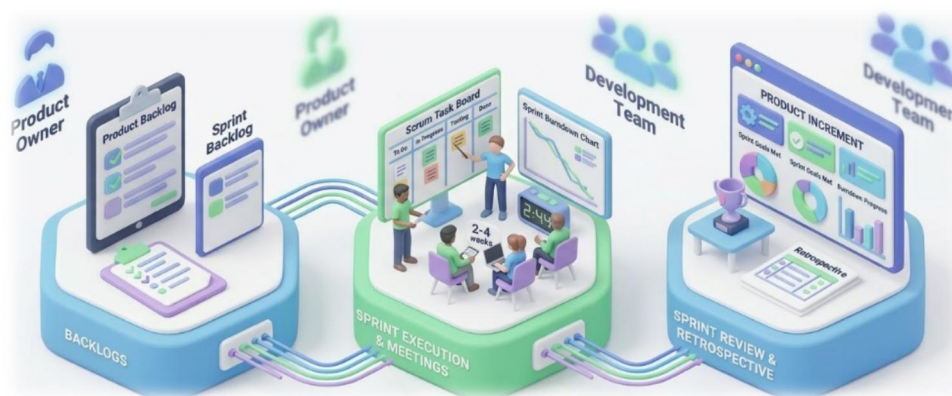 Product
Owner
Product Backlog
Sprint
Backlog
BACKLOGS
Product
Owner
Scrum Task Board
To Do
In Progress
Testing
Done
Sprint Burndown Chart
2:44
2-4
weeks
SPRINT EXECUTION
& MEETINGS
Development
Team
Development
Team
PRODUCT INCREMENT
Sprint Goals Met
Sprint Goals Met
Burndown Progress
Retrospective
SPRINT REVIEW &
RETROSPECTIVE